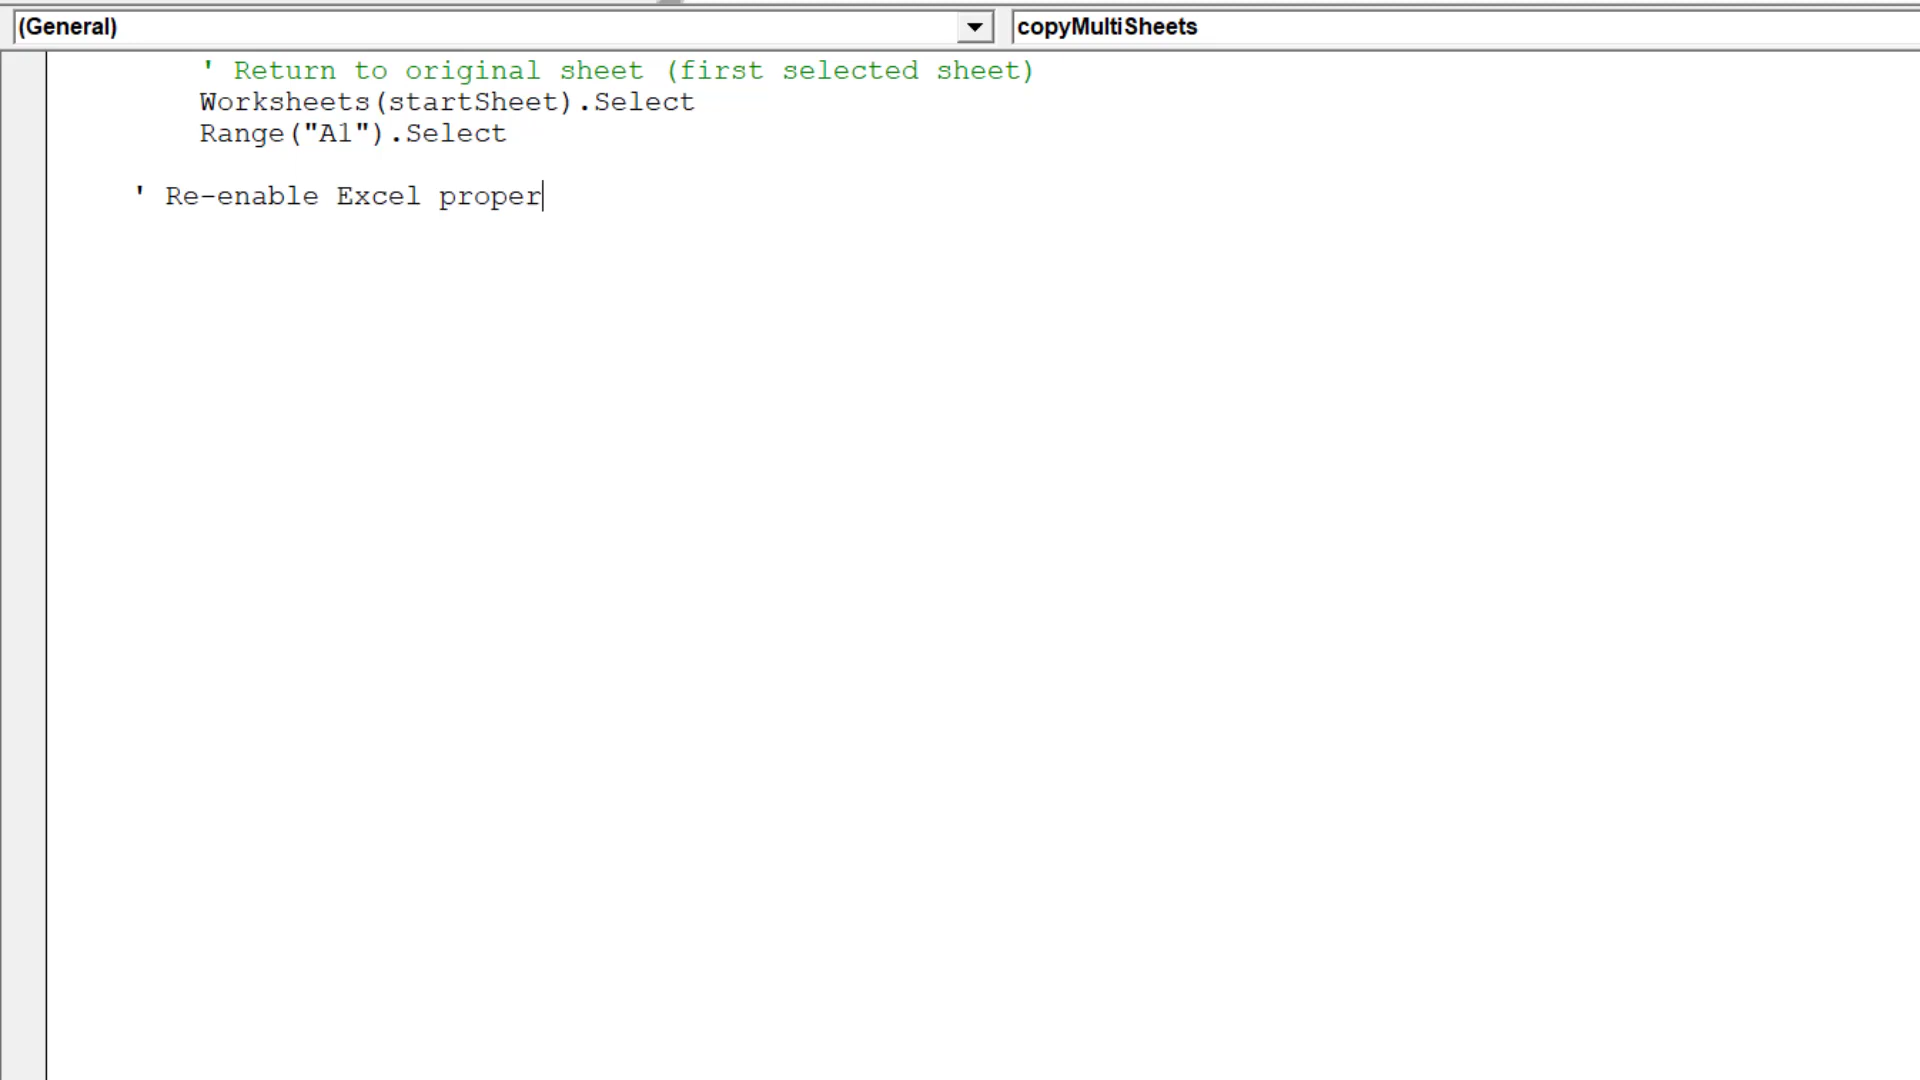 (General)
copyMultiSheets
' Return to original sheet (first selected sheet)
Worksheets(startSheet).Select
Range("A1").Select
' Re-enable Excel proper